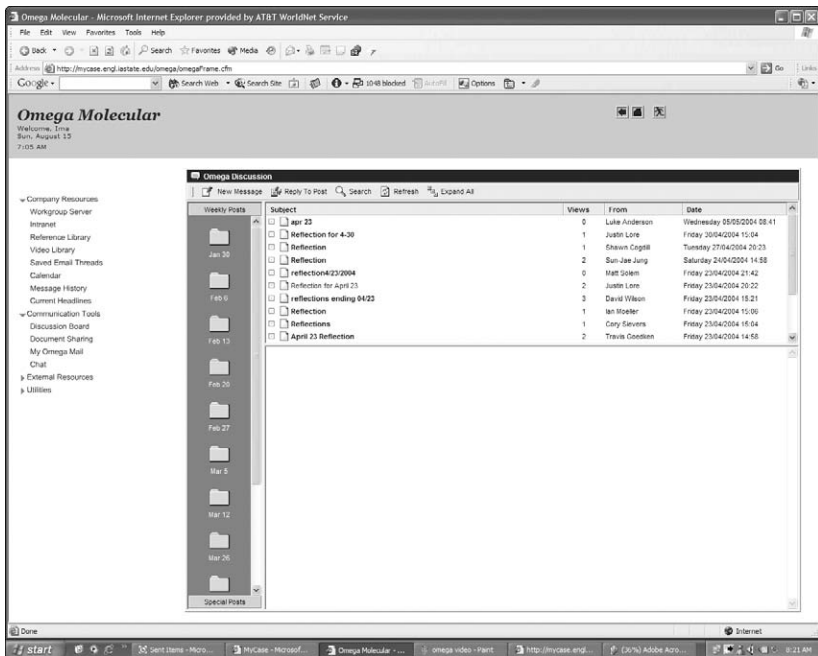 Omega Molecular - Microsoft Internet Explorer provided by AT&T WorldNet Service
File Edit View Favorites Tools Help
Back Search Favorites Media
Address http://mycase.engl.iastate.edu/omega/omegaFrame.cfm Go Links
Google Search Web Search Site 1048 blocked AutoFill Options
Omega Molecular
Welcome, Ima
Sun, August 15
7:05 AM
Omega Discussion
New Message Reply To Post Search Refresh Expand All
Company Resources
Workgroup Server
Intranet
Reference Library
Video Library
Saved Email Threads
Calendar
Message History
Current Headlines
Communication Tools
Discussion Board
Document Sharing
My Omega Mail
Chat
External Resources
Utilities
Weekly Posts
Jan 30
Feb 6
Feb 13
Feb 20
Feb 27
Mar 5
Mar 12
Mar 26
Special Posts
Subject Views From Date
apr 23 0 Luke Anderson Wednesday 05/05/2004 08:41
Reflection for 4-30 1 Justin Lore Friday 30/04/2004 15:04
Reflection 1 Shawn Cogdill Tuesday 27/04/2004 20:23
Reflection 2 Sun-Jae Jung Saturday 24/04/2004 14:58
reflection4/23/2004 0 Matt Solem Friday 23/04/2004 21:42
Reflection for April 23 2 Justin Lore Friday 23/04/2004 20:22
reflections ending 04/23 3 David Wilson Friday 23/04/2004 15:21
Reflection 1 Ian Moeller Friday 23/04/2004 15:06
Reflections 1 Cory Sievers Friday 23/04/2004 15:04
April 23 Reflection 2 Travis Goedken Friday 23/04/2004 14:58
Done Internet
start Sent Items - Micro... MyCase - Microsof... Omega Molecular - ... omega video - Paint http://mycase.engl... (36%) Adobe Acro... 8:21 AM